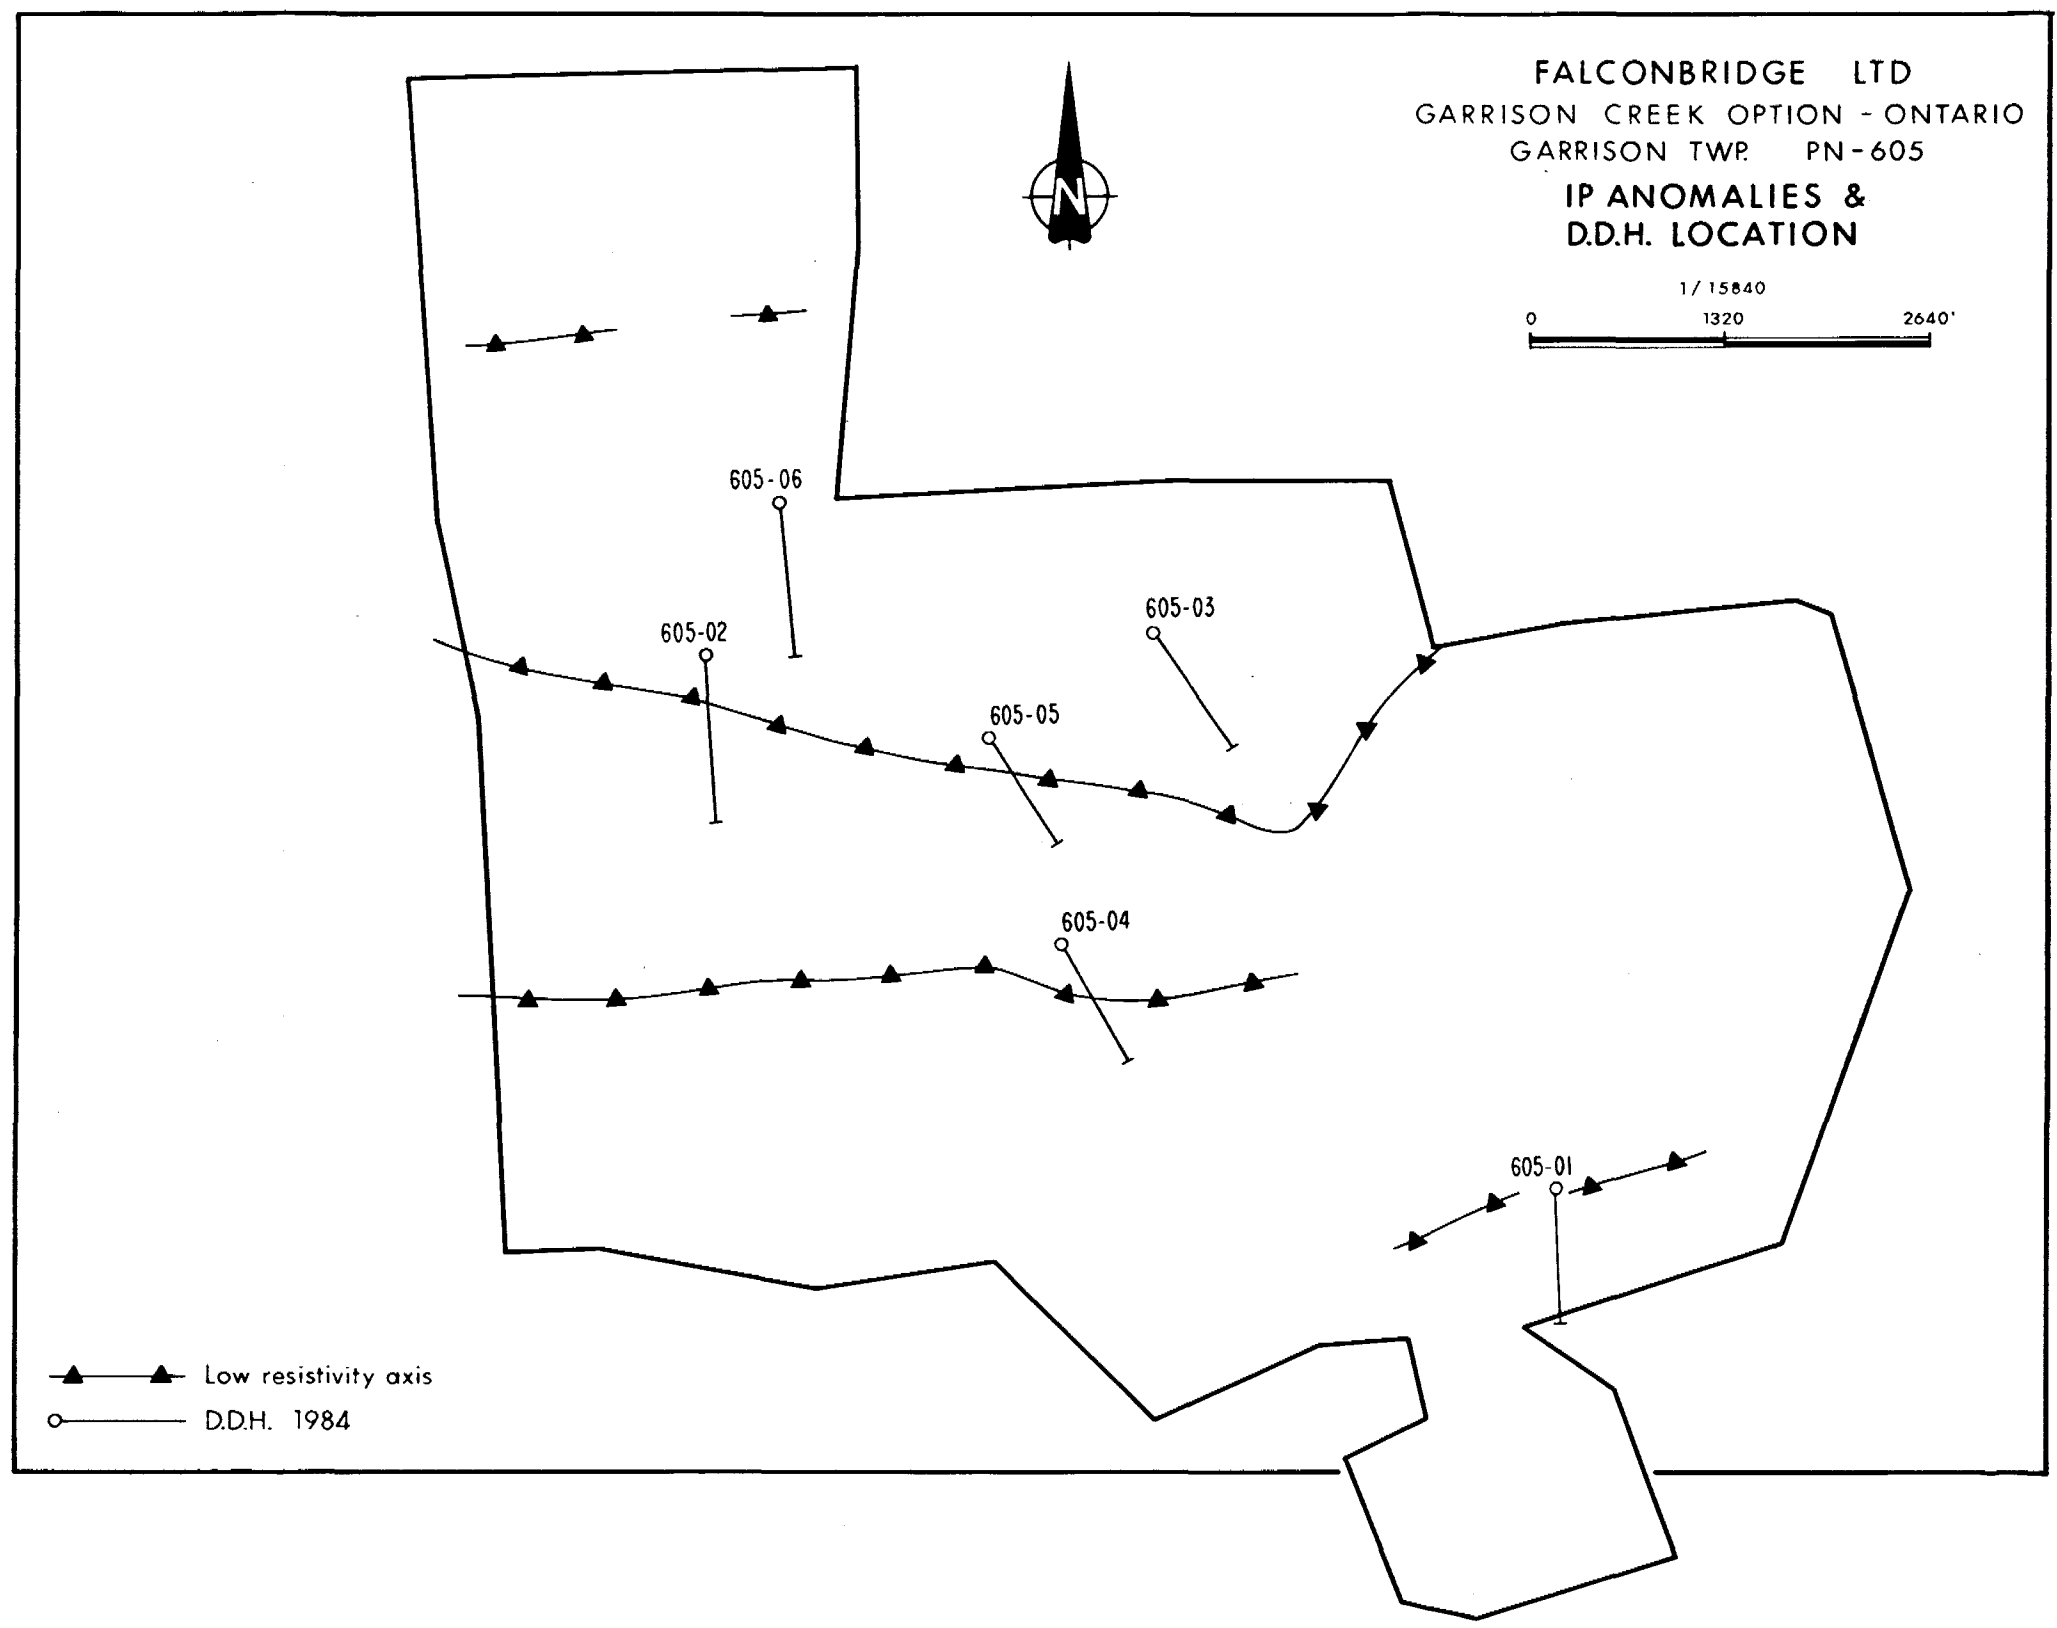 FALCONBRIDGE LTD
GARRISON CREEK OPTION - ONTARIO
GARRISON TWP. PN-605
IP ANOMALIES &
D.D.H. LOCATION
1/15840
0 1320 2640'
N
605-06
605-03
605-02
605-05
605-04
605-01
Low resistivity axis
D.D.H. 1984